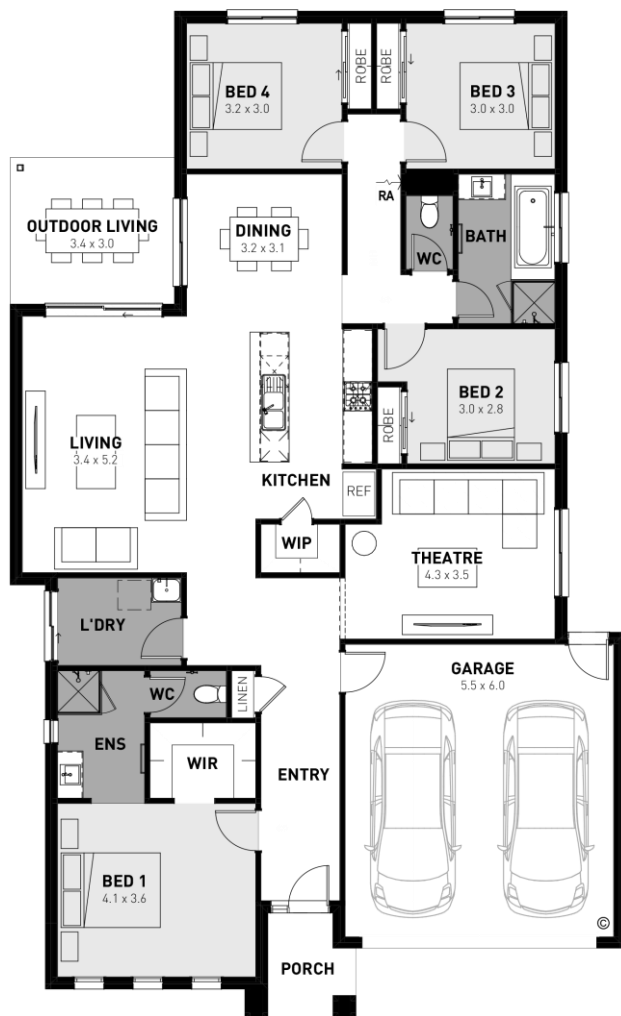 BED 4
3.2 x 3.0
ROBE
ROBE
BED 3
3.0 x 3.0
RA
OUTDOOR LIVING
3.4 x 3.0
DINING
3.2 x 3.1
WC
BATH
BED 2
3.0 x 2.8
ROBE
LIVING
3.4 x 5.2
KITCHEN
REF
WIP
THEATRE
4.3 x 3.5
L'DRY
GARAGE
5.5 x 6.0
WC
LINEN
ENS
WIR
ENTRY
BED 1
4.1 x 3.6
©
PORCH